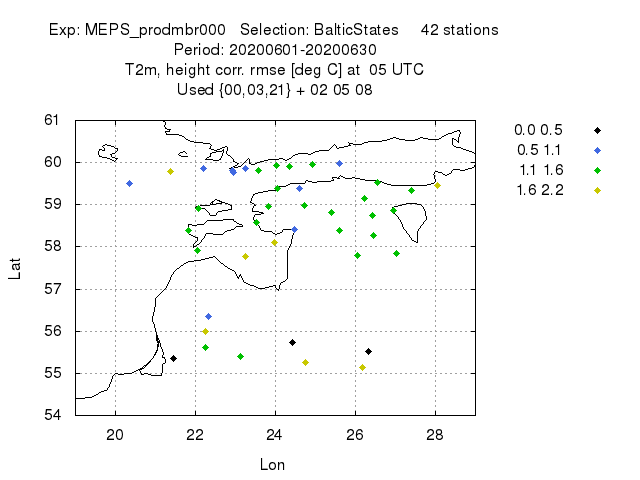 Exp: MEPS_prodmbr000 Selection: BalticStates 42 stations
Period: 20200601-20200630
T2m, height corr. rmse [deg C] at 05 UTC
Used {00,03,21} + 02 05 08
0.0 0.5
0.5 1.1
1.1 1.6
1.6 2.2
61
60
59
58
57
56
55
54
Lat
20 22 24 26 28
Lon